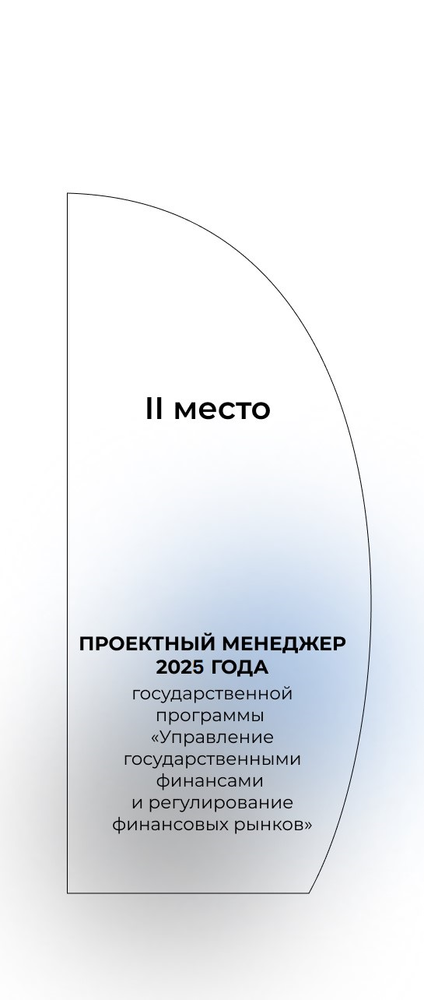 II место
ПРОЕКТНЫЙ МЕНЕДЖЕР
2025 ГОДА
государственной
программы
«Управление
государственными
финансами
и регулирование
финансовых рынков»